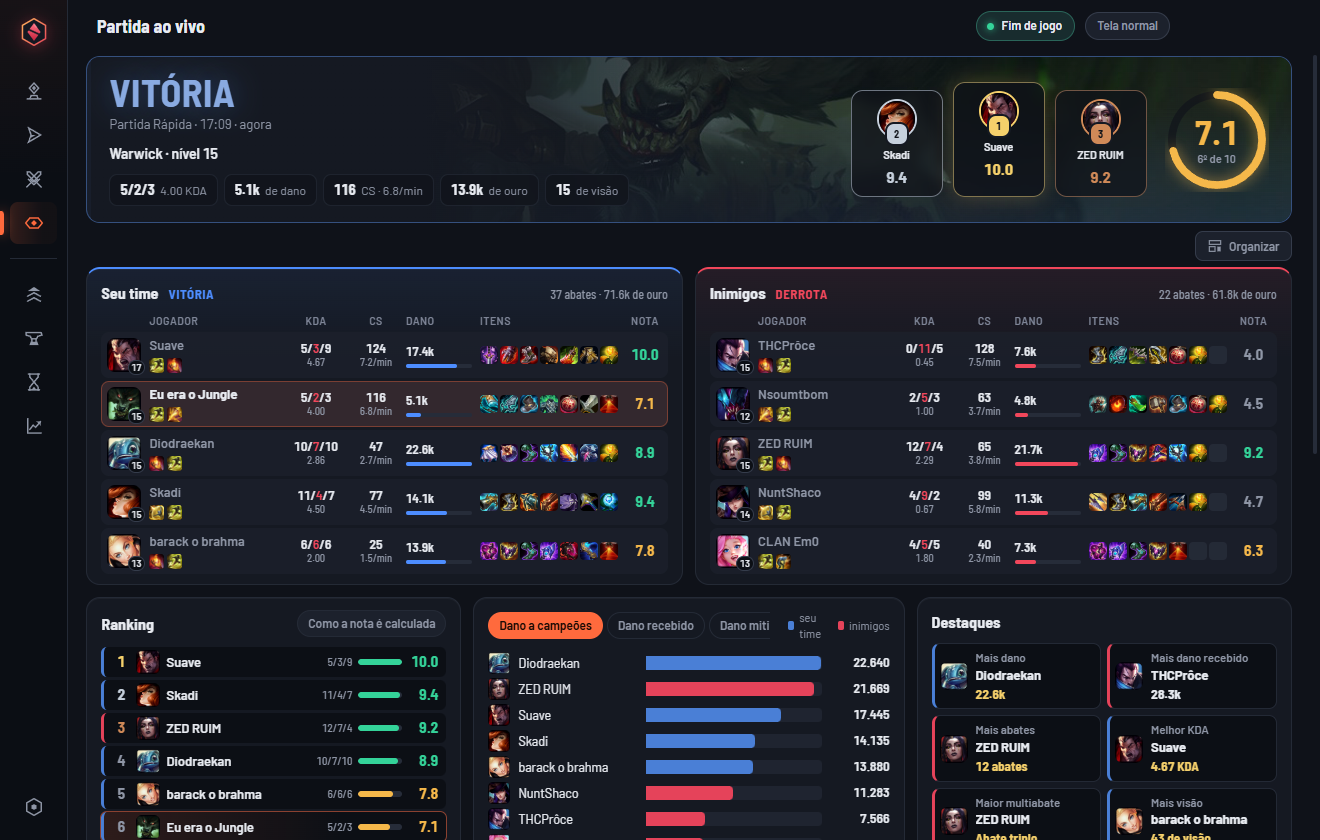 Partida ao vivo
Fim de jogo
Tela normal
VITÓRIA
Partida Rápida · 17:09 · agora
Warwick · nível 15
5/2/3 4.00 KDA
5.1k de dano
116 CS · 6.8/min
13.9k de ouro
15 de visão
2
Skadi
9.4
1
Suave
10.0
3
ZED RUIM
9.2
7.1
6º de 10
Organizar
Seu time VITÓRIA
37 abates · 71.6k de ouro
JOGADOR KDA CS DANO ITENS NOTA
Suave 5/3/9 124 17.4k 10.0
17 4.67 7.2/min
Eu era o Jungle 5/2/3 116 5.1k 7.1
15 4.00 6.8/min
Diodraekan 10/7/10 47 22.6k 8.9
15 2.86 2.7/min
Skadi 11/4/7 77 14.1k 9.4
15 4.50 4.5/min
barack o brahma 6/6/6 25 13.9k 7.8
13 2.00 1.5/min
Inimigos DERROTA
22 abates · 61.8k de ouro
JOGADOR KDA CS DANO ITENS NOTA
THCPrôce 0/11/5 128 7.6k 4.0
15 0.45 7.5/min
Nsoumtbom 2/5/3 63 4.8k 4.5
12 1.00 3.7/min
ZED RUIM 12/7/4 65 21.7k 9.2
15 2.29 3.8/min
NuntShaco 4/9/2 99 11.3k 4.7
14 0.67 5.8/min
CLAN Em0 4/5/5 40 7.3k 6.3
13 1.80 2.3/min
Ranking
Como a nota é calculada
1 Suave 5/3/9 10.0
2 Skadi 11/4/7 9.4
3 ZED RUIM 12/7/4 9.2
4 Diodraekan 10/7/10 8.9
5 barack o brahma 6/6/6 7.8
6 Eu era o Jungle 5/2/3 7.1
Dano a campeões
Dano recebido
Dano miti
seu time
inimigos
Diodraekan 22.640
ZED RUIM 21.669
Suave 17.445
Skadi 14.135
barack o brahma 13.880
NuntShaco 11.283
THCPrôce 7.566
Destaques
Mais dano
Diodraekan
22.6k
Mais dano recebido
THCPrôce
28.3k
Mais abates
ZED RUIM
12 abates
Melhor KDA
Suave
4.67 KDA
Maior multiabate
ZED RUIM
Abate triplo
Mais visão
barack o brahma
43 de visão